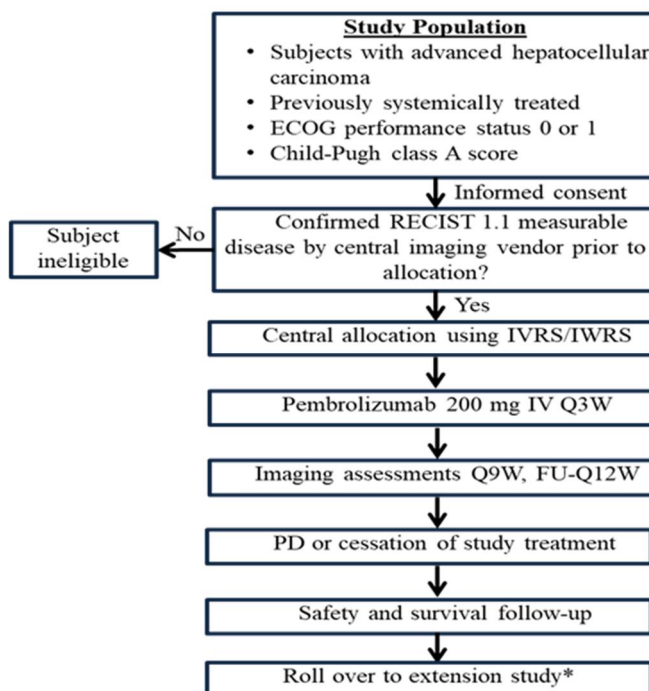 Study Population
• Subjects with advanced hepatocellular
carcinoma
• Previously systemically treated
• ECOG performance status 0 or 1
• Child-Pugh class A score
Informed consent
Confirmed RECIST 1.1 measurable
disease by central imaging vendor prior to
allocation?
No
Subject
ineligible
Yes
Central allocation using IVRS/IWRS
Pembrolizumab 200 mg IV Q3W
Imaging assessments Q9W, FU-Q12W
PD or cessation of study treatment
Safety and survival follow-up
Roll over to extension study*